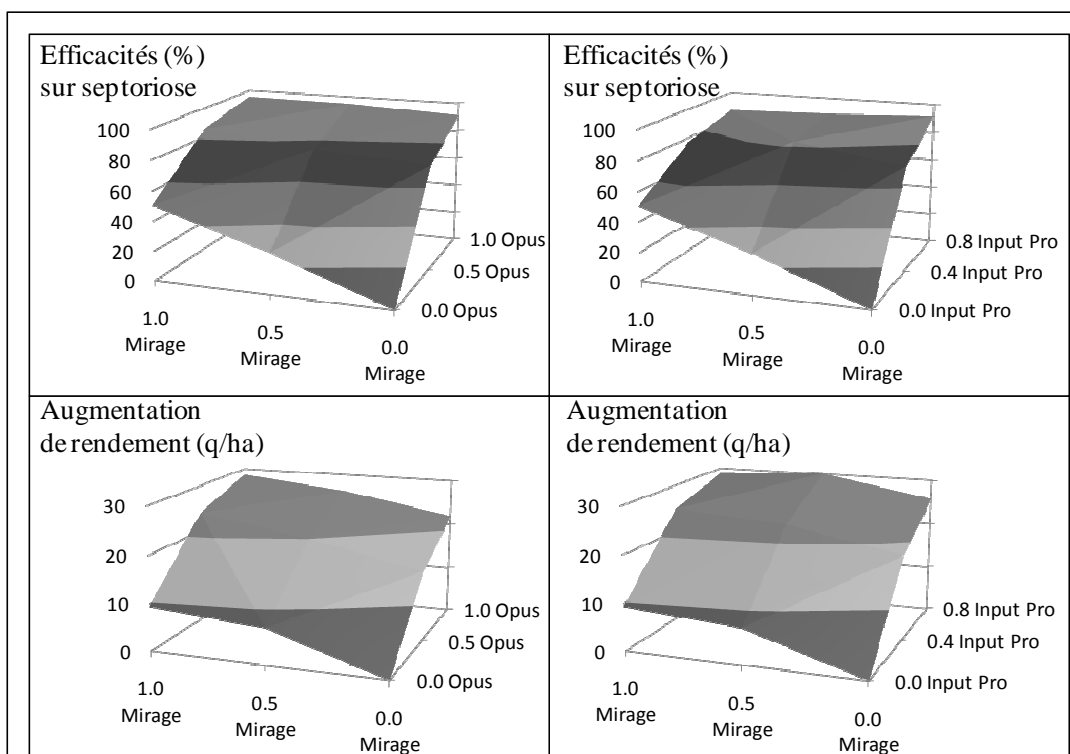 Efficacités (%)
sur septoriose
100
80
60
40
20
0
1.0 Opus
0.5 Opus
0.0 Opus
1.0
Mirage
0.5
Mirage
0.0
Mirage
Efficacités (%)
sur septoriose
100
80
60
40
20
0
0.8 Input Pro
0.4 Input Pro
0.0 Input Pro
1.0
Mirage
0.5
Mirage
0.0
Mirage
Augmentation
de rendement (q/ha)
30
20
10
0
1.0 Opus
0.5 Opus
0.0 Opus
1.0
Mirage
0.5
Mirage
0.0
Mirage
Augmentation
de rendement (q/ha)
30
20
10
0
0.8 Input Pro
0.4 Input Pro
0.0 Input Pro
1.0
Mirage
0.5
Mirage
0.0
Mirage